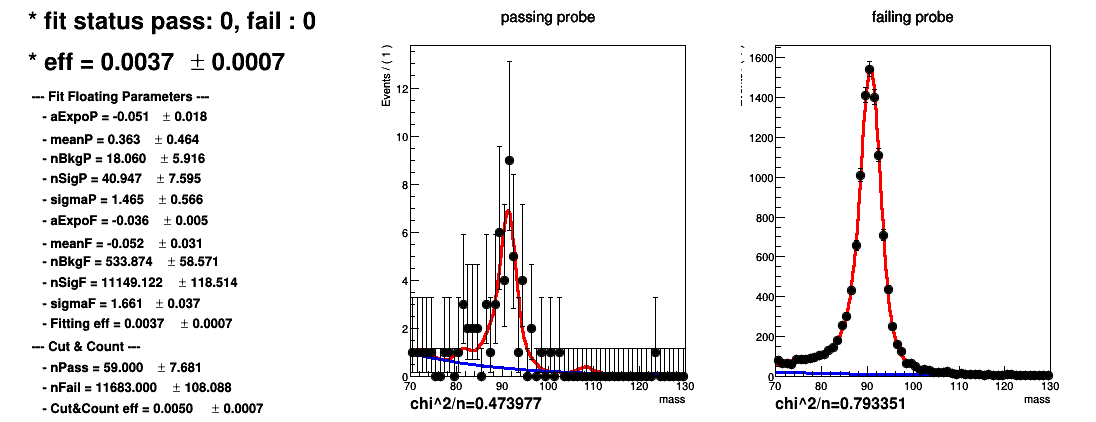 * fit status pass: 0, fail : 0
* eff = 0.0037 ± 0.0007
--- Fit Floating Parameters ---
- aExpoP = -0.051 ± 0.018
- meanP = 0.363 ± 0.464
- nBkgP = 18.060 ± 5.916
- nSigP = 40.947 ± 7.595
- sigmaP = 1.465 ± 0.566
- aExpoF = -0.036 ± 0.005
- meanF = -0.052 ± 0.031
- nBkgF = 533.874 ± 58.571
- nSigF = 11149.122 ± 118.514
- sigmaF = 1.661 ± 0.037
- Fitting eff = 0.0037 ± 0.0007
--- Cut & Count ---
- nPass = 59.000 ± 7.681
- nFail = 11683.000 ± 108.088
- Cut&Count eff = 0.0050 ± 0.0007
passing probe
Events / ( 1 )
12
10
8
6
4
2
0
70 80 90 100 110 120 130
mass
chi^2/n=0.473977
failing probe
1600
1400
1200
1000
800
600
400
200
0
70 80 90 100 110 120 130
mass
chi^2/n=0.793351